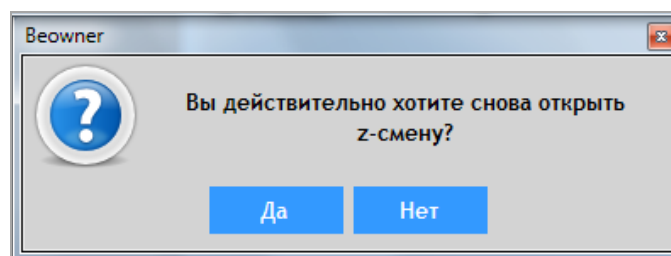 Beowner
Вы действительно хотите снова открыть
z-смену?
Да
Нет